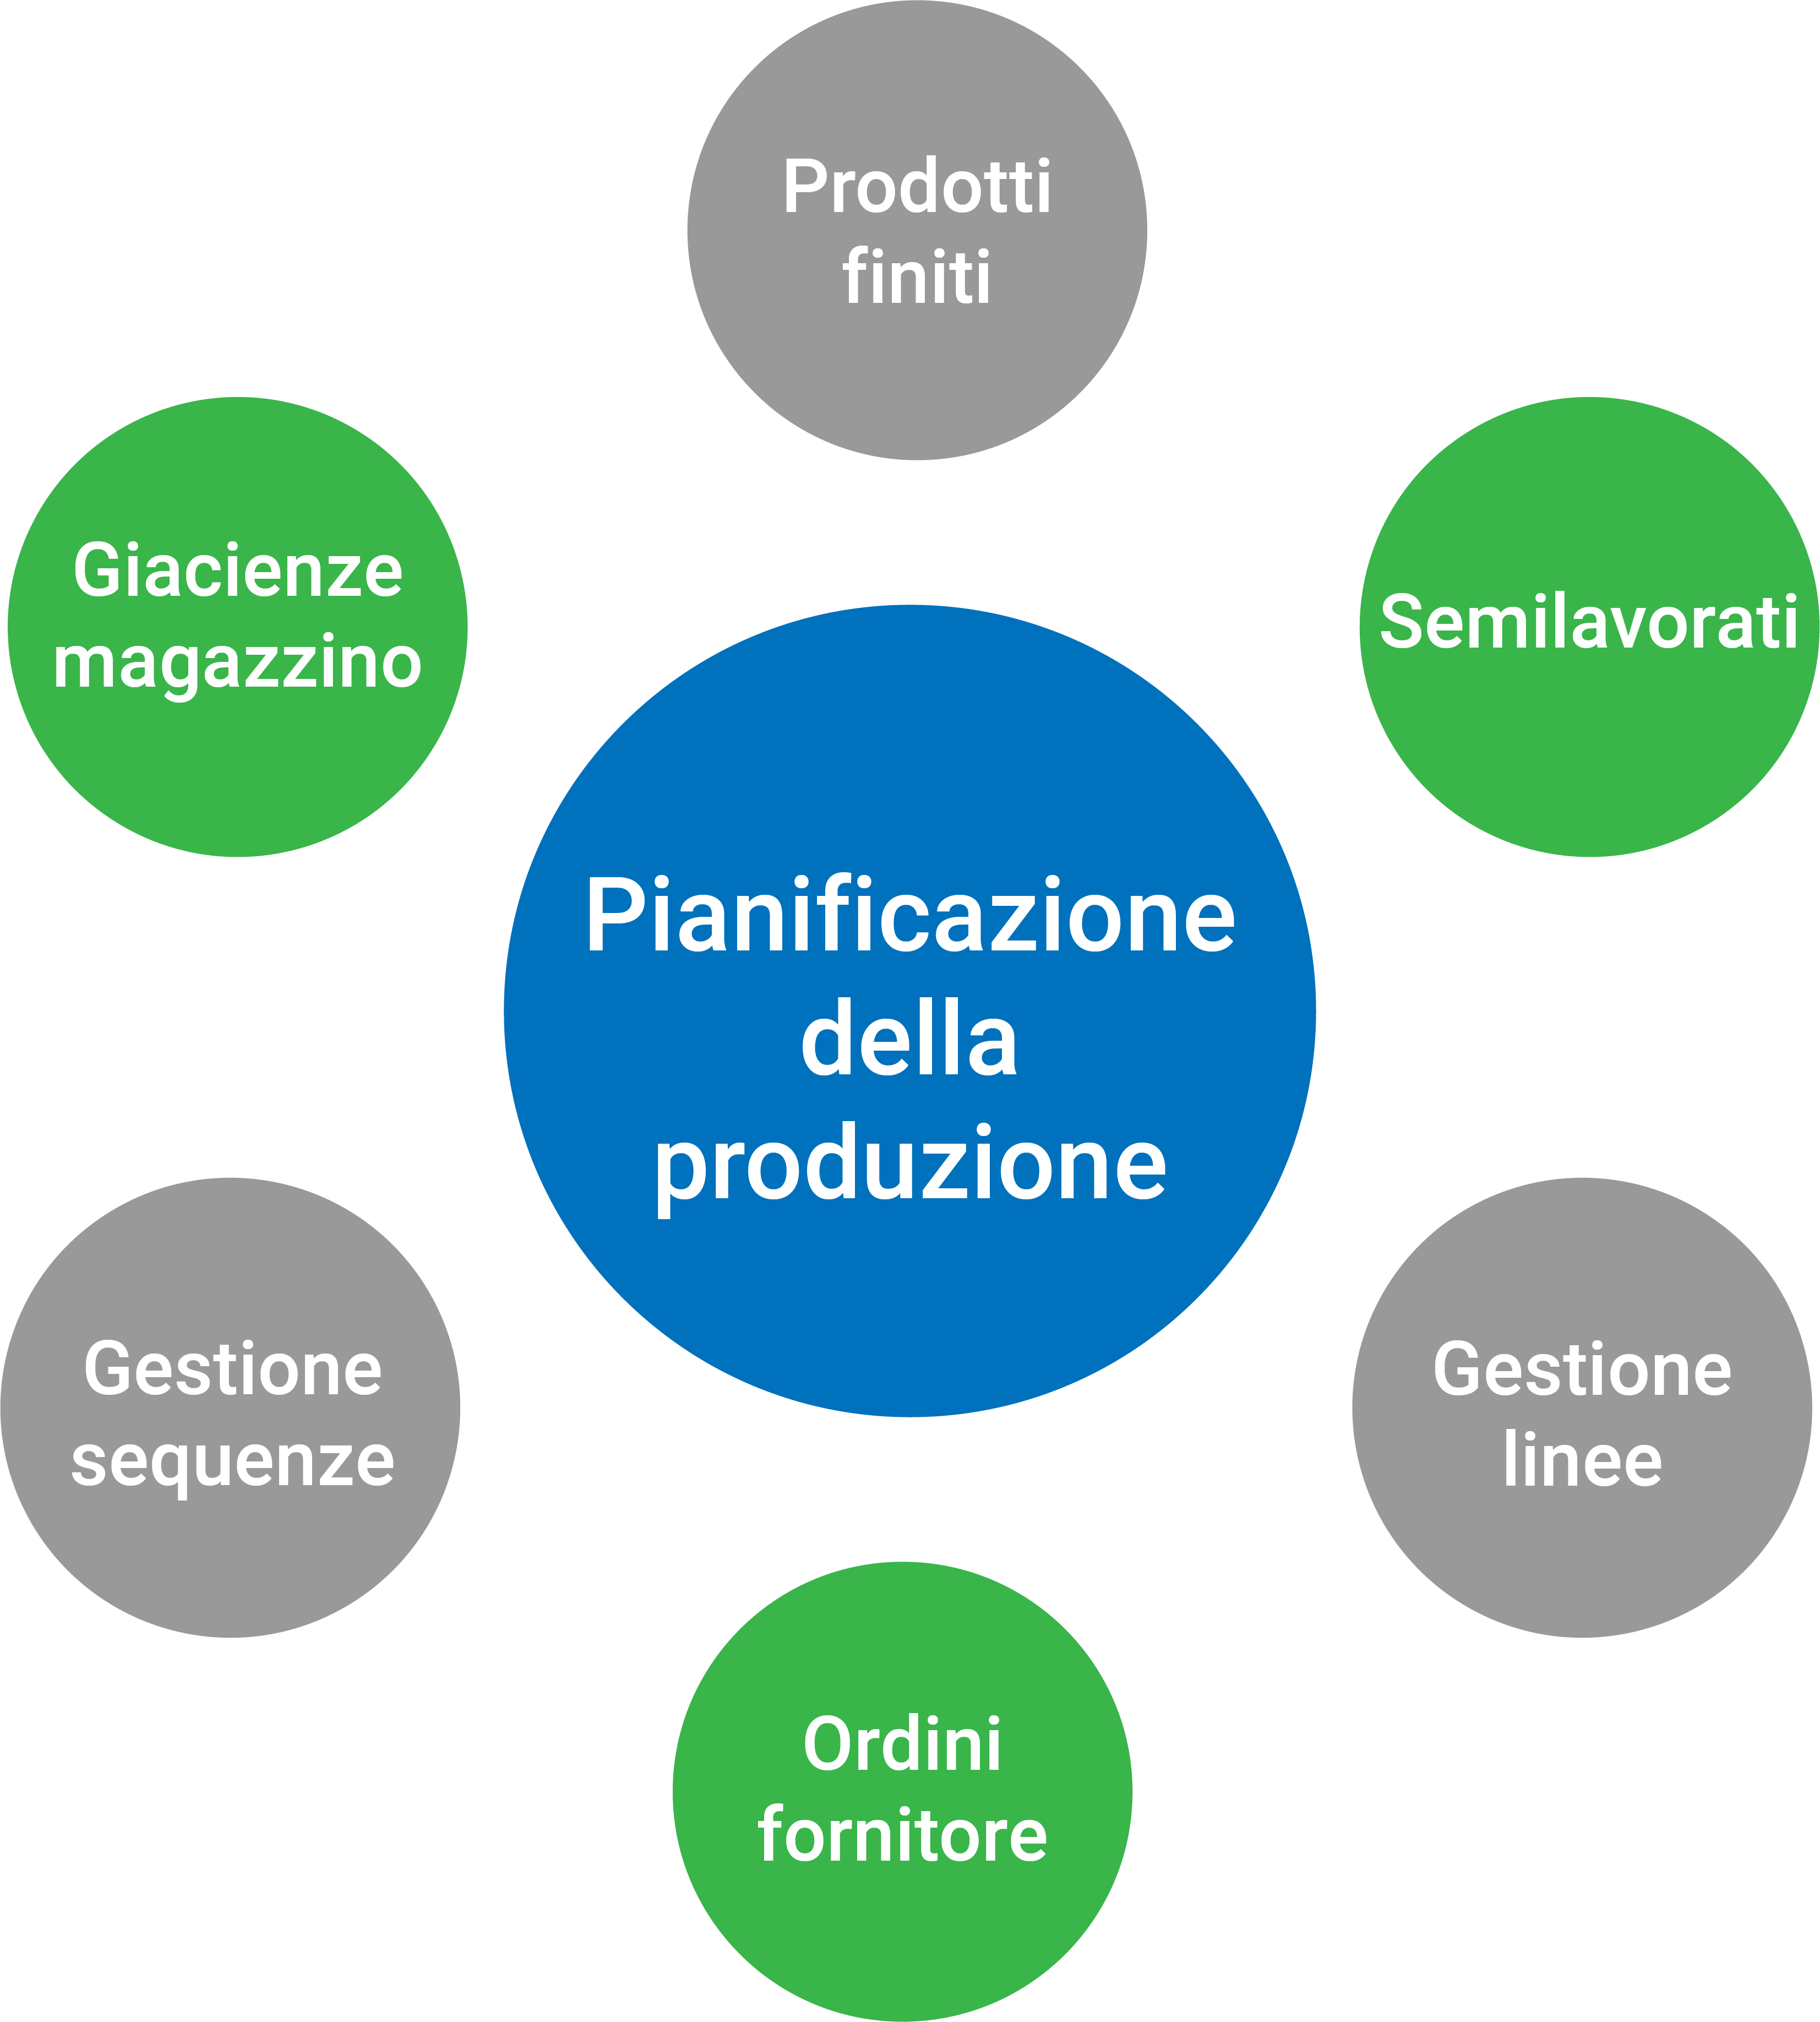 Prodotti
finiti
Giacienze
magazzino
Semilavorati
Pianificazione
della
produzione
Gestione
sequenze
Gestione
linee
Ordini
fornitore